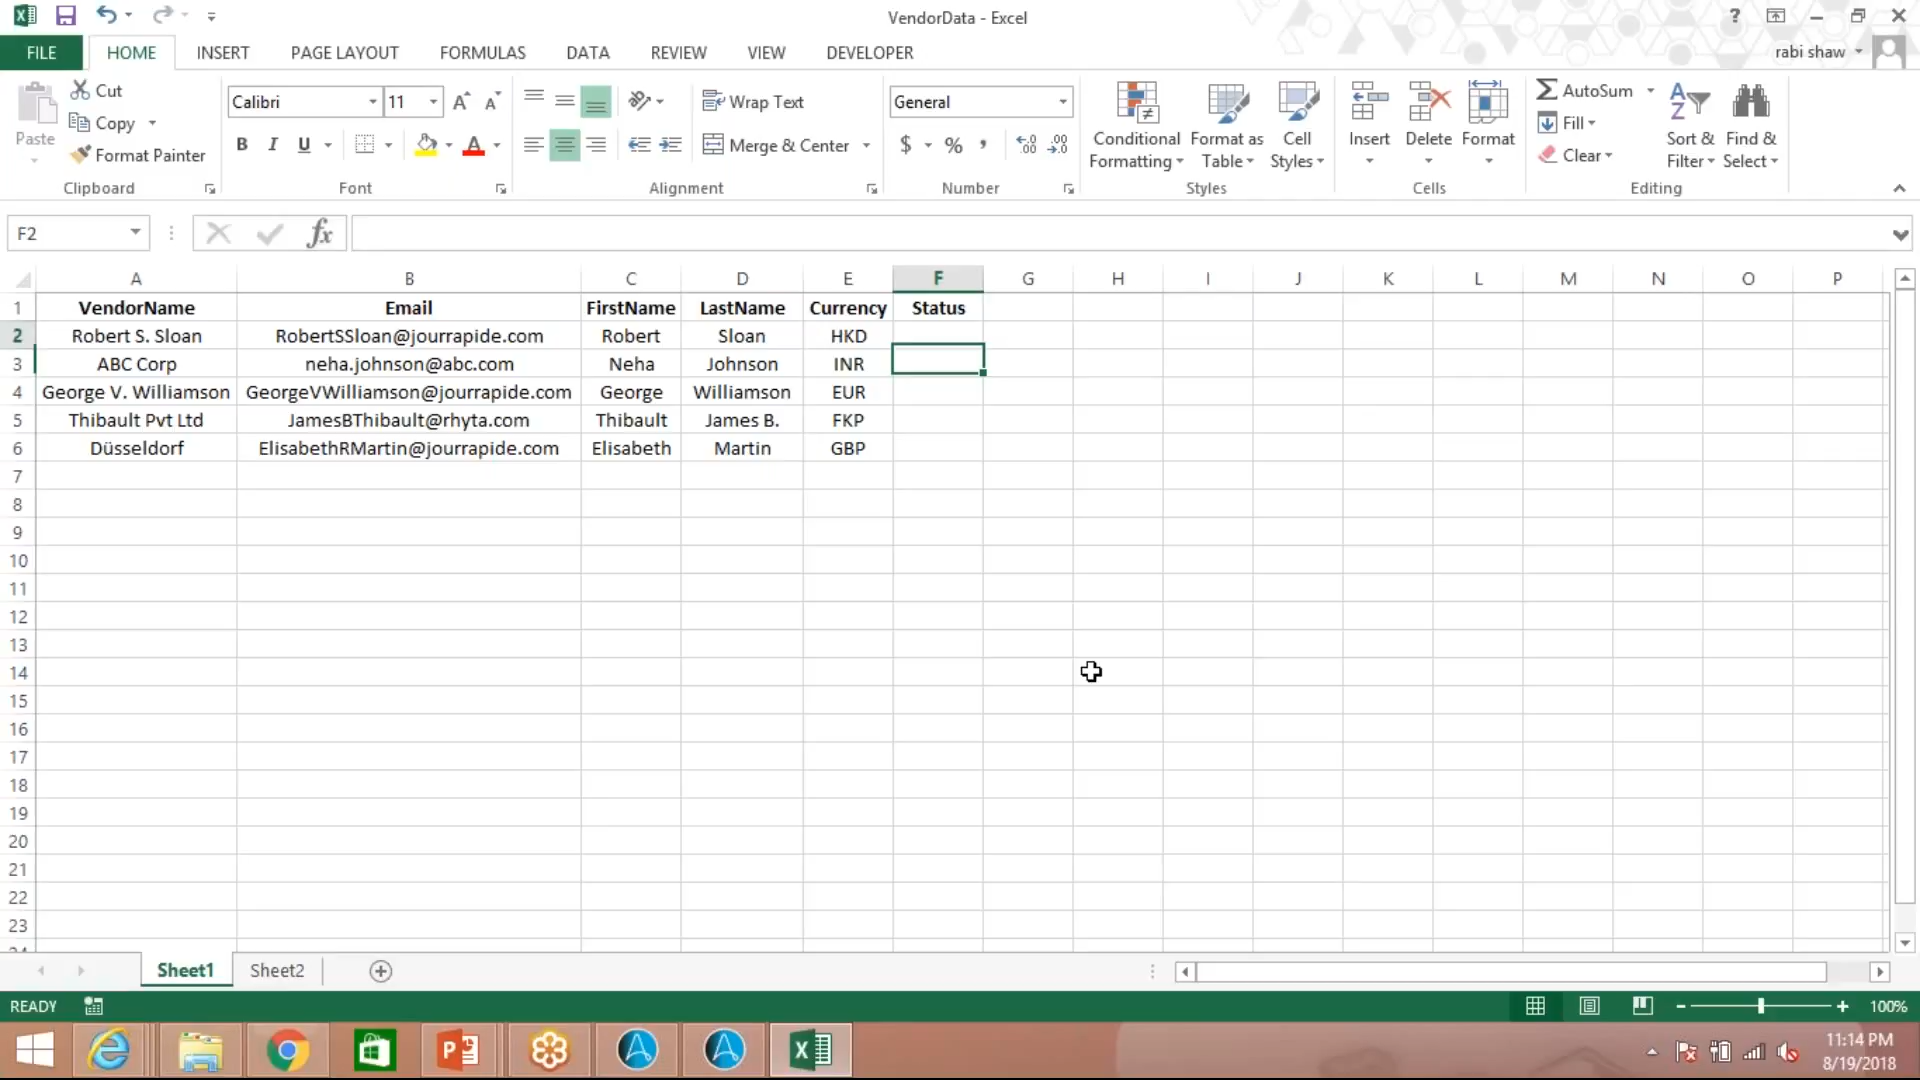 VendorData - Excel
?
FILE HOME INSERT PAGE LAYOUT FORMULAS DATA REVIEW VIEW DEVELOPER
rabi shaw
Paste
Cut
Copy
Format Painter
Clipboard
Calibri 11
B I U
Font
Wrap Text
Merge & Center
Alignment
General
$ % ,
Number
Conditional Formatting
Format as Table
Cell Styles
Styles
Insert
Delete
Format
Cells
AutoSum
Fill
Clear
Sort & Filter
Find & Select
Editing
F2
fx
A B C D E F G H I J K L M N O P
1 VendorName Email FirstName LastName Currency Status
2 Robert S. Sloan RobertSSloan@jourrapide.com Robert Sloan HKD
3 ABC Corp neha.johnson@abc.com Neha Johnson INR
4 George V. Williamson GeorgeVWilliamson@jourrapide.com George Williamson EUR
5 Thibault Pvt Ltd JamesBThibault@rhyta.com Thibault James B. FKP
6 Düsseldorf ElisabethRMartin@jourrapide.com Elisabeth Martin GBP
7
8
9
10
11
12
13
14
15
16
17
18
19
20
21
22
23
Sheet1 Sheet2
READY
100%
11:14 PM
8/19/2018